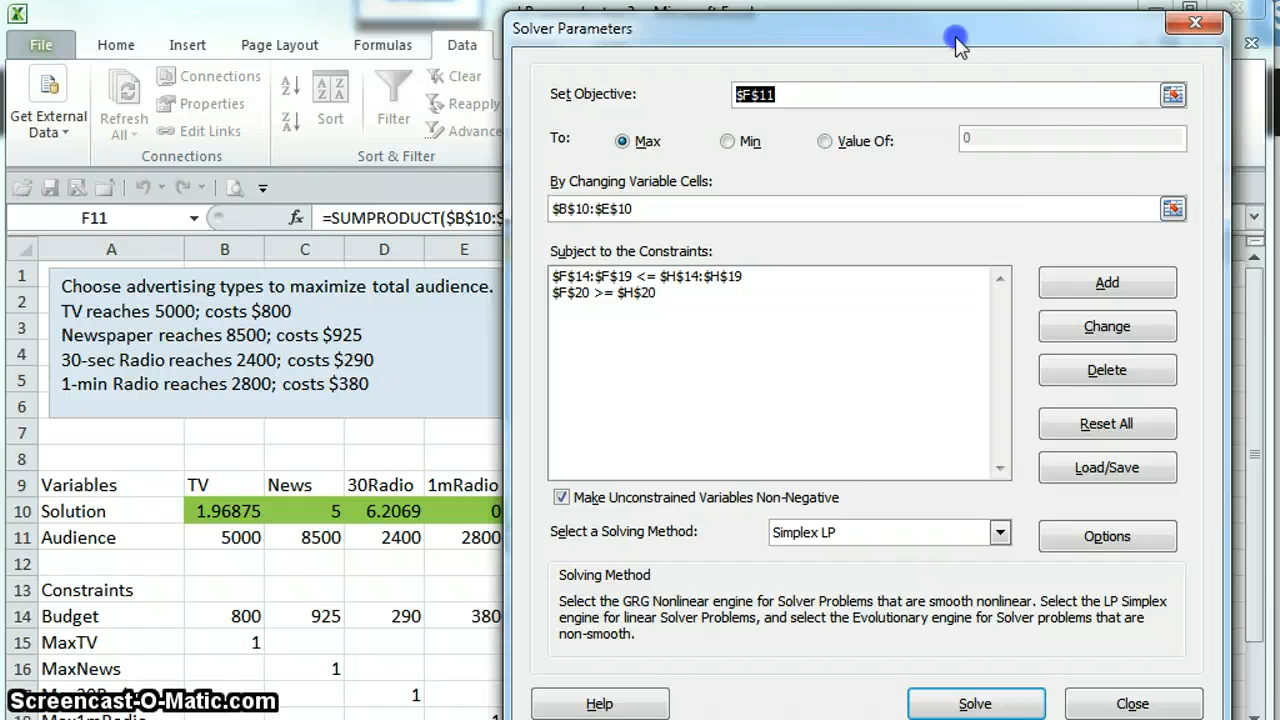 Microsoft Excel
Solver Parameters
File Home Insert Page Layout Formulas Data
Get External Data
Refresh All
Connections
Properties
Edit Links
Connections
Sort
Filter
Clear
Reapply
Advance
Sort & Filter
Set Objective: $F$11
To: Max Min Value Of: 0
By Changing Variable Cells:
$B$10:$E$10
Subject to the Constraints:
$F$14:$F$19 <= $H$14:$H$19
$F$20 >= $H$20
Add
Change
Delete
Reset All
Load/Save
Make Unconstrained Variables Non-Negative
Select a Solving Method: Simplex LP
Options
Solving Method
Select the GRG Nonlinear engine for Solver Problems that are smooth nonlinear. Select the LP Simplex
engine for linear Solver Problems, and select the Evolutionary engine for Solver problems that are
non-smooth.
Help Solve Close
F11 fx =SUMPRODUCT($B$10:$
A B C D E
1
2
3
4
5
6
Choose advertising types to maximize total audience.
TV reaches 5000; costs $800
Newspaper reaches 8500; costs $925
30-sec Radio reaches 2400; costs $290
1-min Radio reaches 2800; costs $380
7
8
9 Variables TV News 30Radio 1mRadio
10 Solution 1.96875 5 6.2069 0
11 Audience 5000 8500 2400 2800
12
13 Constraints
14 Budget 800 925 290 380
15 MaxTV 1
16 MaxNews 1
1
Max1mRadio
Screencast-O-Matic.com